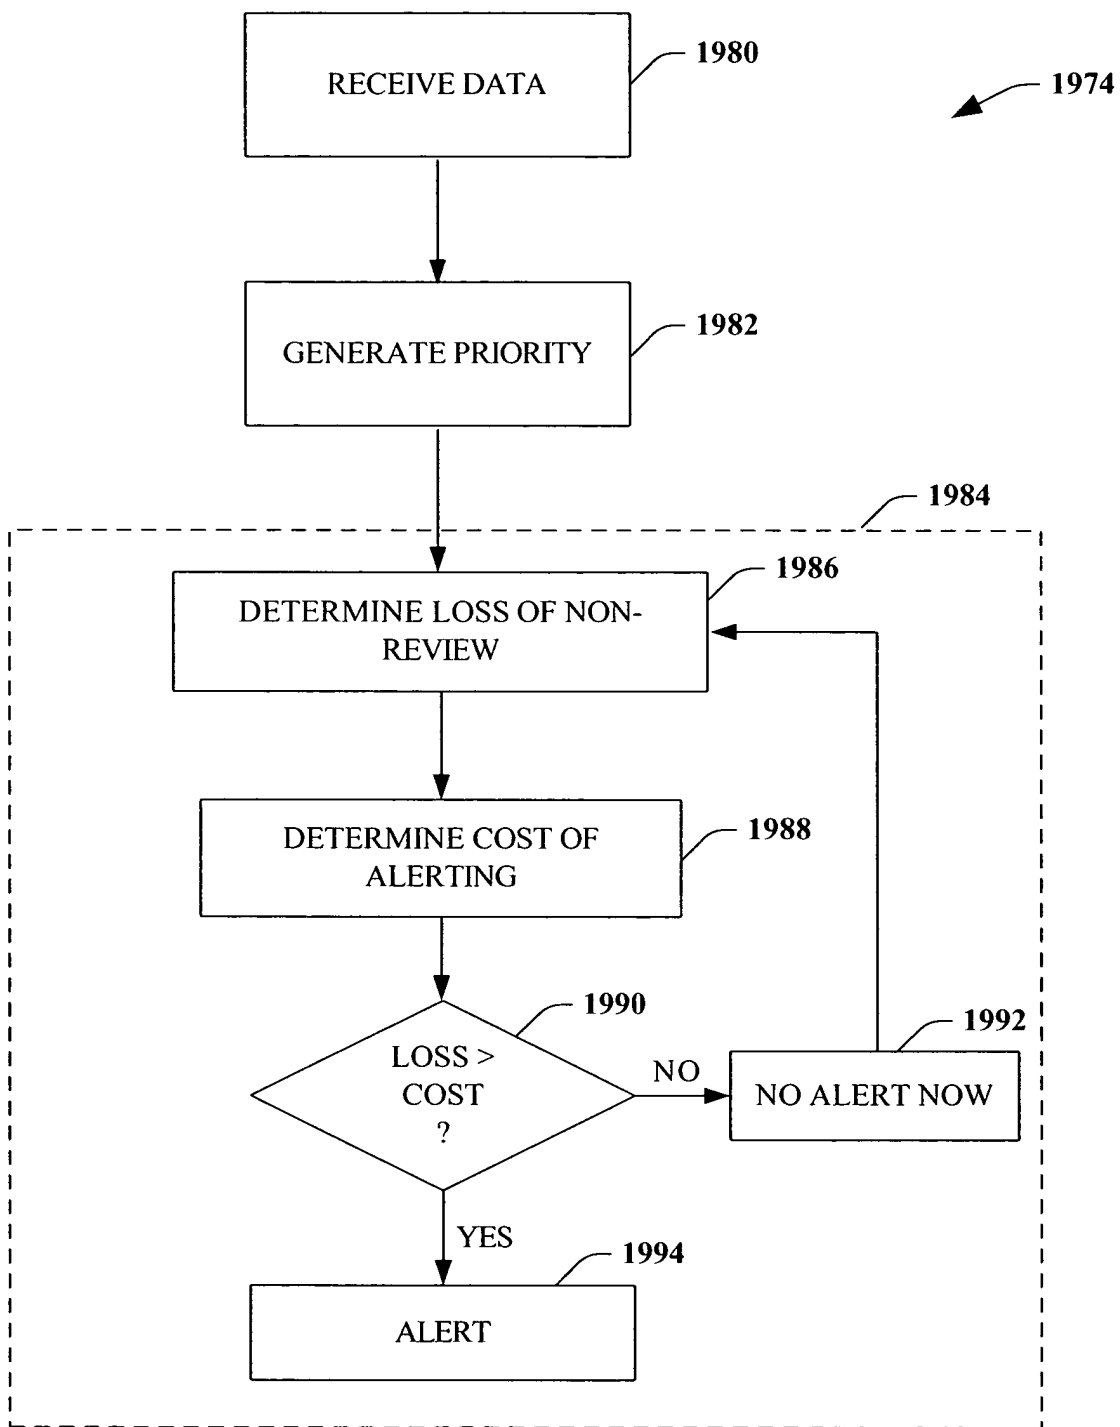 RECEIVE DATA
1980
1974
GENERATE PRIORITY
1982
1984
DETERMINE LOSS OF NON-
REVIEW
1986
DETERMINE COST OF
ALERTING
1988
LOSS >
COST
?
1990
NO
NO ALERT NOW
1992
YES
ALERT
1994